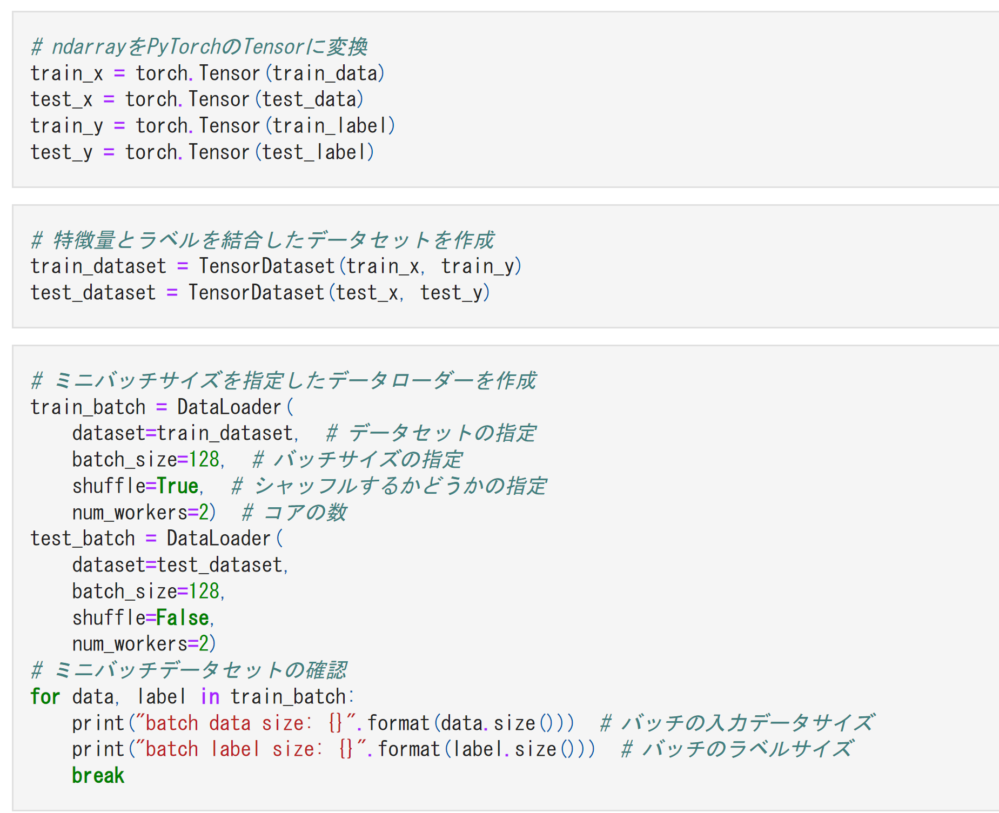 # ndarrayをPyTorchのTensorに変換
train_x = torch.Tensor(train_data)
test_x = torch.Tensor(test_data)
train_y = torch.Tensor(train_label)
test_y = torch.Tensor(test_label)
# 特徴量とラベルを結合したデータセットを作成
train_dataset = TensorDataset(train_x, train_y)
test_dataset = TensorDataset(test_x, test_y)
# ミニバッチサイズを指定したデータローダーを作成
train_batch = DataLoader(
    dataset=train_dataset,  # データセットの指定
    batch_size=128,  # バッチサイズの指定
    shuffle=True,  # シャッフルするかどうかの指定
    num_workers=2)  # コアの数
test_batch = DataLoader(
    dataset=test_dataset,
    batch_size=128,
    shuffle=False,
    num_workers=2)
# ミニバッチデータセットの確認
for data, label in train_batch:
    print("batch data size: {}".format(data.size()))  # バッチの入力データサイズ
    print("batch label size: {}".format(label.size()))  # バッチのラベルサイズ
    break